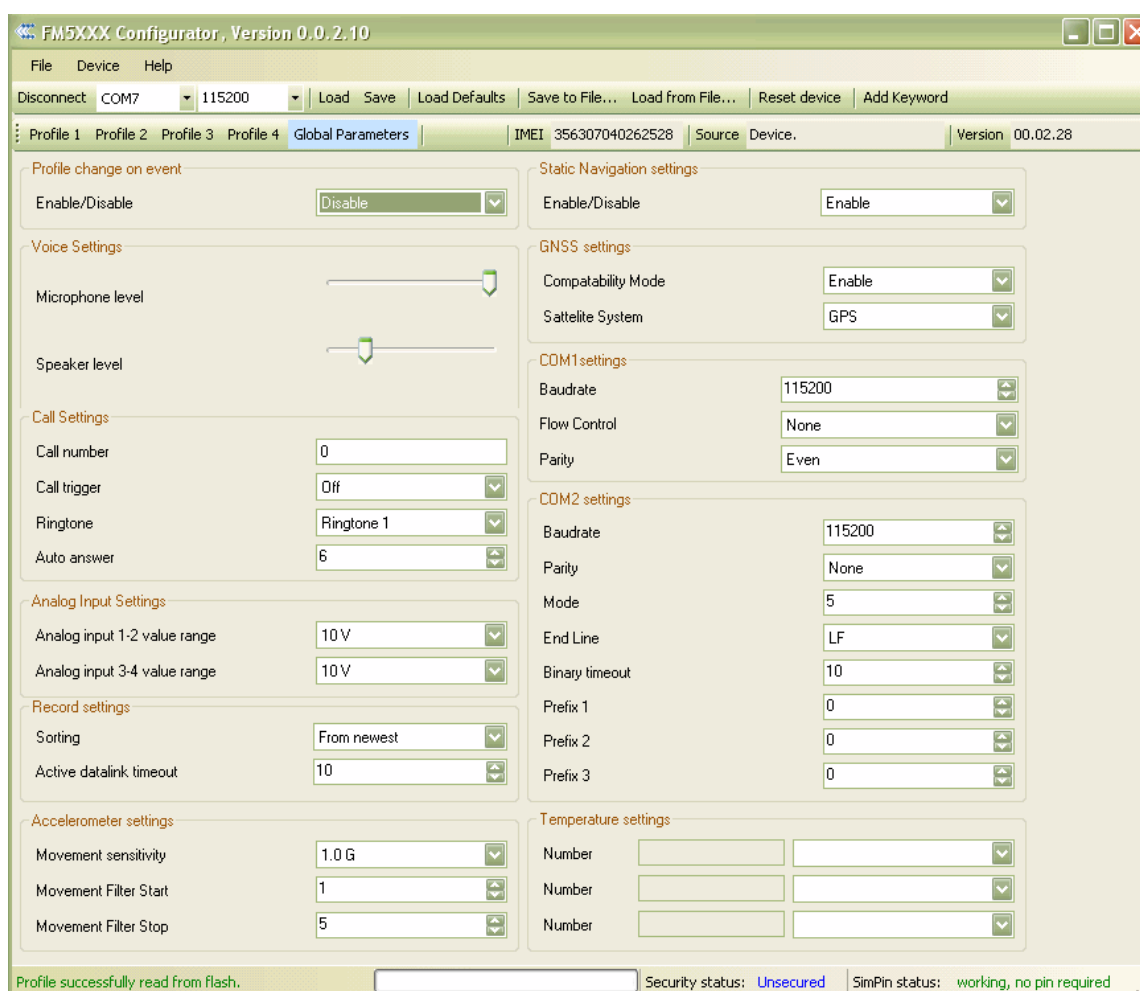 FM5XXX Configurator, Version 0.0.2.10
File Device Help
Disconnect COM7 115200 Load Save Load Defaults Save to File... Load from File... Reset device Add Keyword
Profile 1 Profile 2 Profile 3 Profile 4 Global Parameters IMEI 356307040262528 Source Device. Version 00.02.28
Profile change on event
Enable/Disable Disable
Voice Settings
Microphone level
Speaker level
Call Settings
Call number 0
Call trigger Off
Ringtone Ringtone 1
Auto answer 6
Analog Input Settings
Analog input 1-2 value range 10 V
Analog input 3-4 value range 10 V
Record settings
Sorting From newest
Active datalink timeout 10
Accelerometer settings
Movement sensitivity 1.0 G
Movement Filter Start 1
Movement Filter Stop 5
Static Navigation settings
Enable/Disable Enable
GNSS settings
Compatability Mode Enable
Sattelite System GPS
COM1settings
Baudrate 115200
Flow Control None
Parity Even
COM2 settings
Baudrate 115200
Parity None
Mode 5
End Line LF
Binary timeout 10
Prefix 1 0
Prefix 2 0
Prefix 3 0
Temperature settings
Number
Number
Number
Profile successfully read from flash. Security status: Unsecured SimPin status: working, no pin required